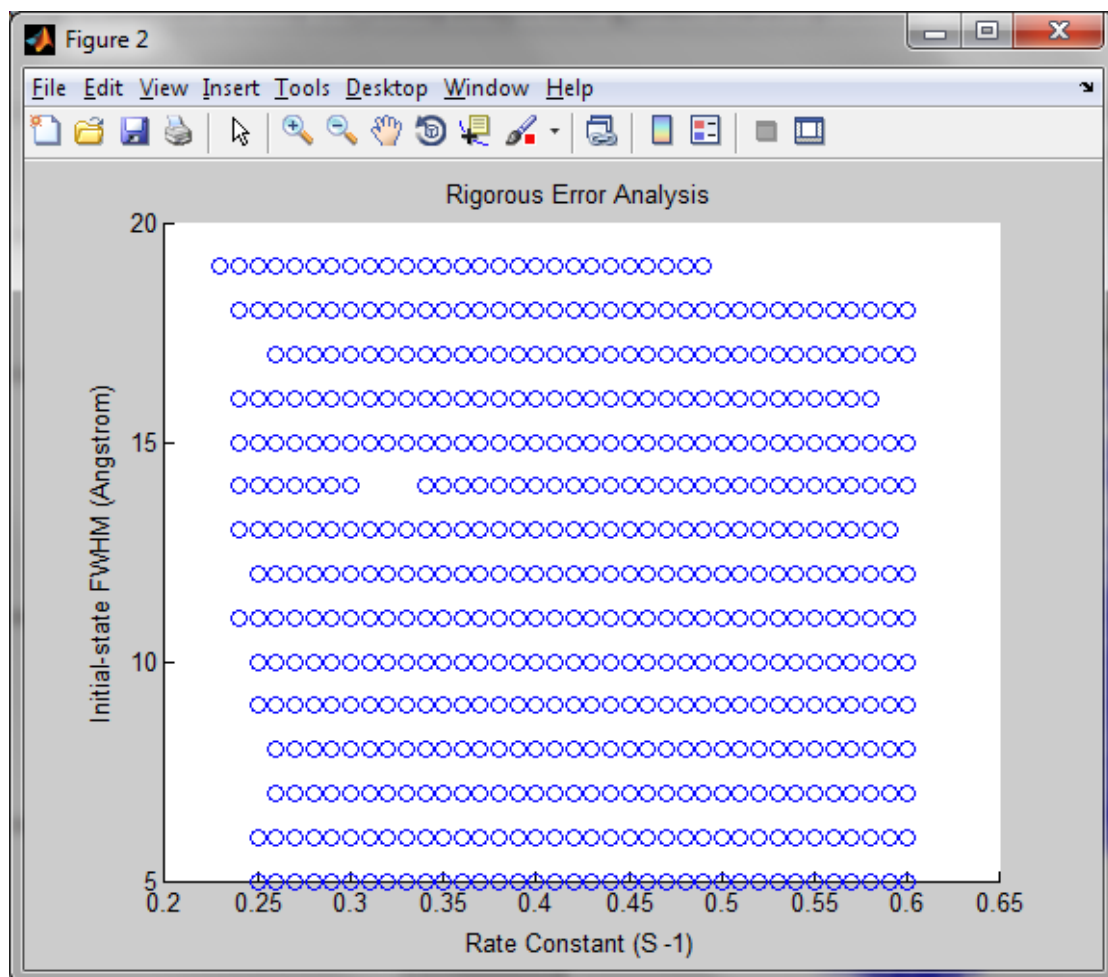 Figure 2
File Edit View Insert Tools Desktop Window Help
Rigorous Error Analysis
20
15
10
5
Initial-state FWHM (Angstrom)
0.2 0.25 0.3 0.35 0.4 0.45 0.5 0.55 0.6 0.65
Rate Constant (S -1)